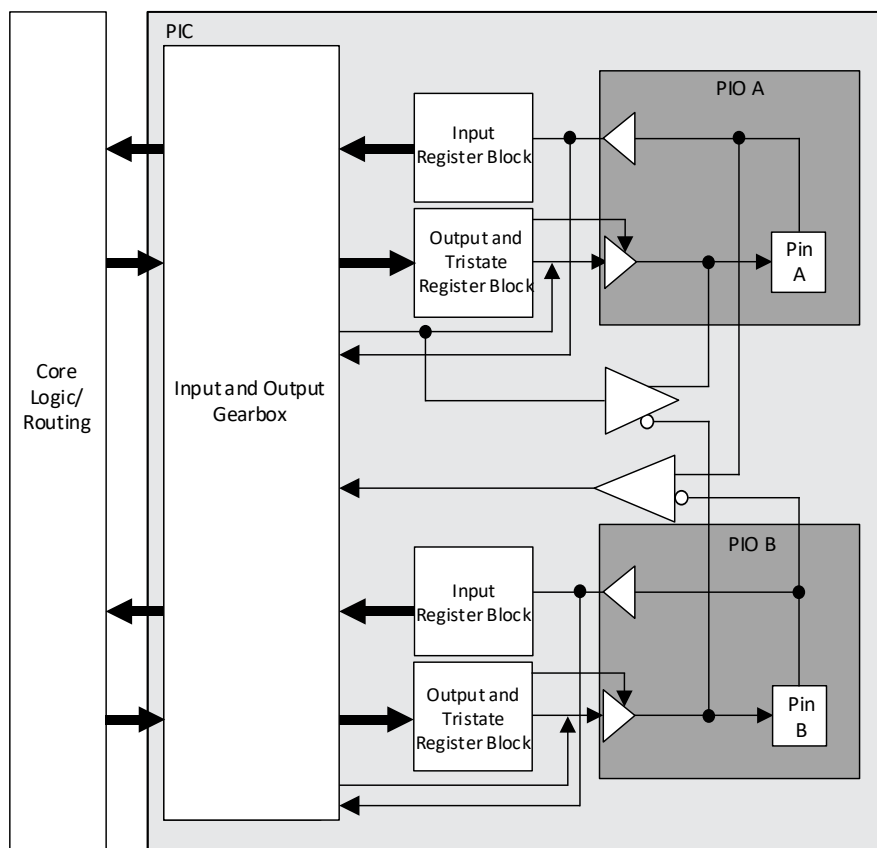 PIC
PIO A
Input
Register Block
Output and
Tristate
Register Block
Pin
A
Core
Logic/
Routing
Input and Output
Gearbox
PIO B
Input
Register Block
Output and
Tristate
Register Block
Pin
B